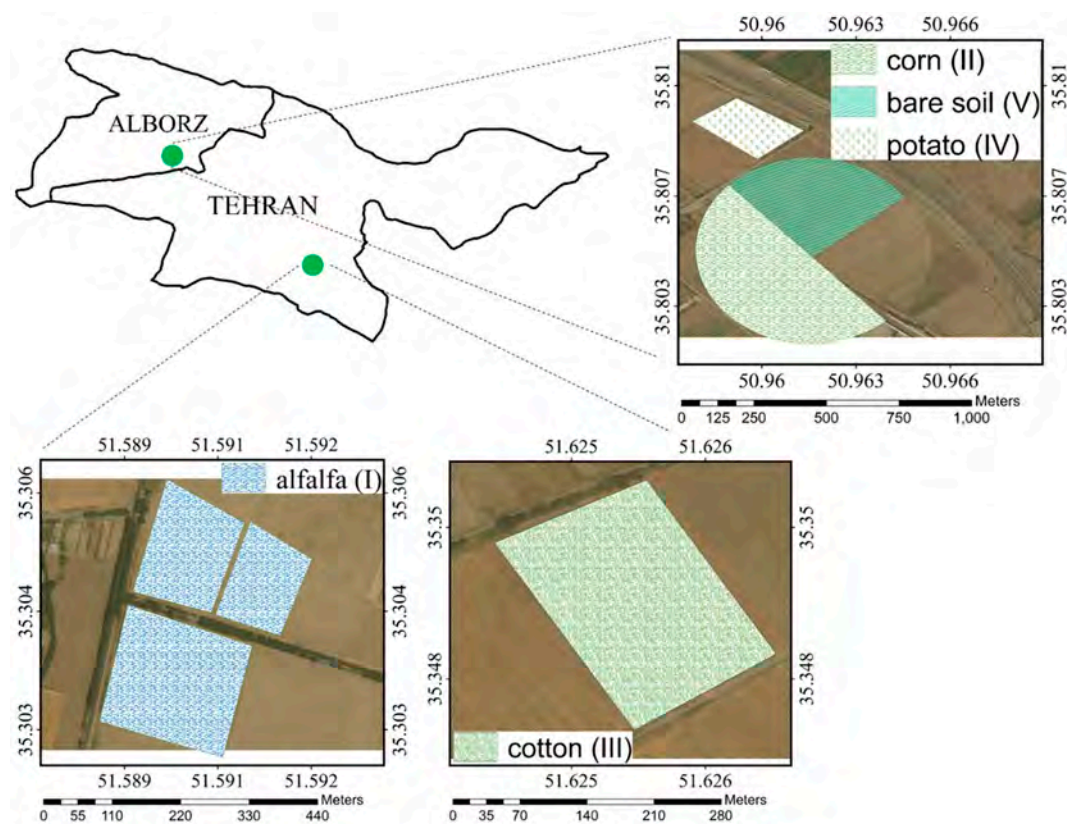 ALBORZ
TEHRAN
50.96 50.963 50.966
corn (II)
bare soil (V)
potato (IV)
35.81
35.807
35.803
35.81
35.807
35.803
50.96 50.963 50.966
Meters
0 125 250 500 750 1,000
51.589 51.591 51.592
alfalfa (I)
35.306
35.304
35.303
35.306
35.304
35.303
51.589 51.591 51.592
Meters
0 55 110 220 330 440
51.625 51.626
35.35
35.348
35.35
35.348
cotton (III)
51.625 51.626
Meters
0 35 70 140 210 280